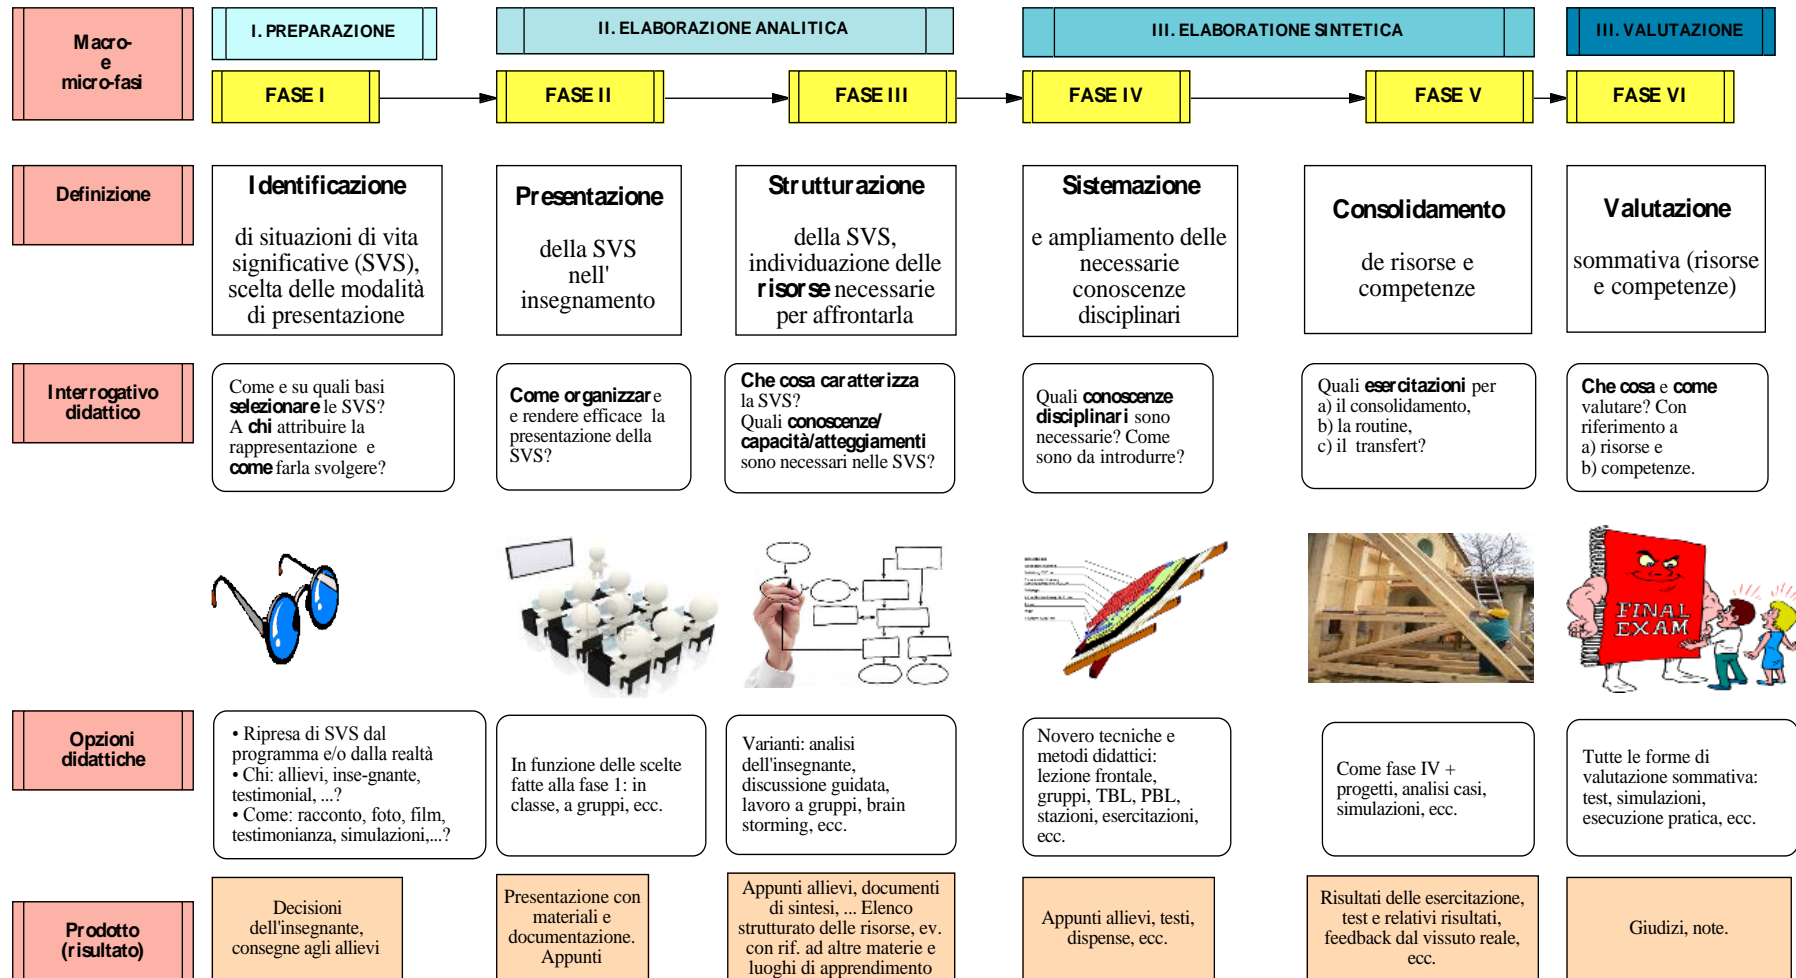 Macro-
e
micro-fasi
I. PREPARAZIONE
II. ELABORAZIONE ANALITICA
III. ELABORATIONE SINTETICA
III. VALUTAZIONE
FASE I
FASE II
FASE III
FASE IV
FASE V
FASE VI
Definizione
Identificazione
di situazioni di vita
significative (SVS),
scelta delle modalità
di presentazione
Presentazione
della SVS
nell'
insegnamento
Strutturazione
della SVS,
individuazione delle
risorse necessarie
per affrontarla
Sistemazione
e ampliamento delle
necessarie
conoscenze
disciplinari
Consolidamento
de risorse e
competenze
Valutazione
sommativa (risorse
e competenze)
Interrogativo
didattico
Come e su quali basi
selezionare le SVS?
A chi attribuire la
rappresentazione e
come farla svolgere?
Come organizzare
e rendere efficace la
presentazione della
SVS?
Che cosa caratterizza
la SVS?
Quali conoscenze/
capacità/atteggiamenti
sono necessari nelle SVS?
Quali conoscenze
disciplinari sono
necessarie? Come
sono da introdurre?
Quali esercitazioni per
a) il consolidamento,
b) la routine,
c) il transfert?
Che cosa e come
valutare? Con
riferimento a
a) risorse e
b) competenze.
FINAL
EXAM
Opzioni
didattiche
• Ripresa di SVS dal
programma e/o dalla realtà
• Chi: allievi, inse-gnante,
testimonial, ...?
• Come: racconto, foto, film,
testimonianza, simulazioni,...?
In funzione delle scelte
fatte alla fase 1: in
classe, a gruppi, ecc.
Varianti: analisi
dell'insegnante,
discussione guidata,
lavoro a gruppi, brain
storming, ecc.
Novero tecniche e
metodi didattici:
lezione frontale,
gruppi, TBL, PBL,
stazioni, esercitazioni,
ecc.
Come fase IV +
progetti, analisi casi,
simulazioni, ecc.
Tutte le forme di
valutazione sommativa:
test, simulazioni,
esecuzione pratica, ecc.
Prodotto
(risultato)
Decisioni
dell'insegnante,
consegne agli allievi
Presentazione con
materiali e
documentazione.
Appunti
Appunti allievi, documenti
di sintesi, ... Elenco
strutturato delle risorse, ev.
con rif. ad altre materie e
luoghi di apprendimento
Appunti allievi, testi,
dispense, ecc.
Risultati delle esercitazione,
test e relativi risultati,
feedback dal vissuto reale,
ecc.
Giudizi, note.